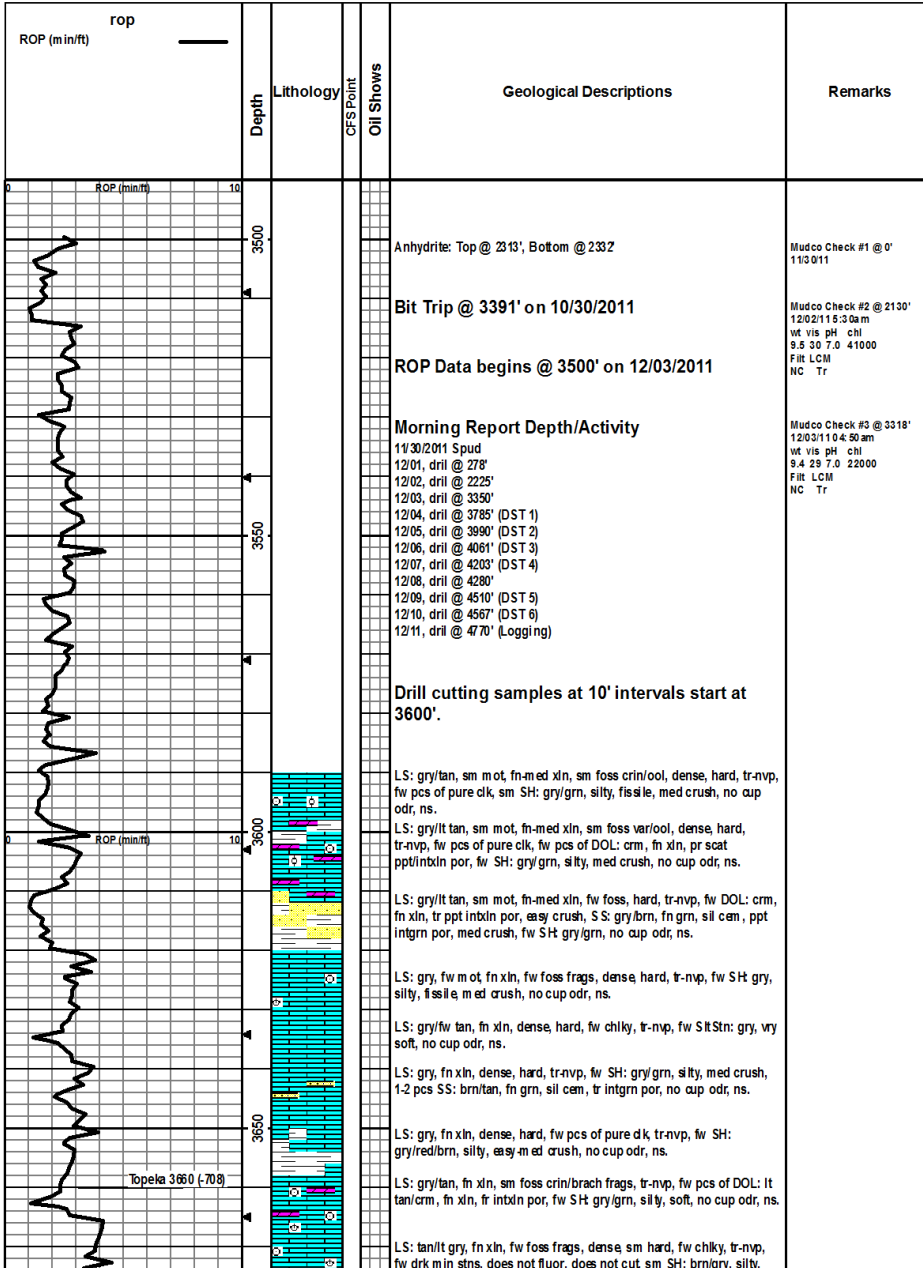 rop
ROP (min/ft)
Depth
Lithology
CFS Point
Oil Shows
Geological Descriptions
Remarks
0 ROP (min/ft) 10
3500
Anhydrite: Top @ 2313', Bottom @ 2332'
Mudco Check #1 @ 0'
11/30/11
Bit Trip @ 3391' on 10/30/2011
Mudco Check #2 @ 2130'
12/02/11 5:30am
wt vis pH chl
9.5 30 7.0 41000
Filt LCM
NC Tr
ROP Data begins @ 3500' on 12/03/2011
Morning Report Depth/Activity
11/30/2011 Spud
12/01, dril @ 278'
12/02, dril @ 2225'
12/03, dril @ 3350'
12/04, dril @ 3785' (DST 1)
12/05, dril @ 3990' (DST 2)
12/06, dril @ 4061' (DST 3)
12/07, dril @ 4203' (DST 4)
12/08, dril @ 4280'
12/09, dril @ 4510' (DST 5)
12/10, dril @ 4567' (DST 6)
12/11, dril @ 4770' (Logging)
Mudco Check #3 @ 3318'
12/03/11 04:50am
wt vis pH chl
9.4 29 7.0 22000
Filt LCM
NC Tr
3550
Drill cutting samples at 10' intervals start at
3600'.
LS: gry/tan, sm mot, fn-med xln, sm foss crin/ool, dense, hard, tr-nvp,
fw pcs of pure clk, sm SH: gry/grn, silty, fissile, med crush, no cup
odr, ns.
0 ROP (min/ft) 10
3600
LS: gry/lt tan, sm mot, fn-med xln, sm foss var/ool, dense, hard,
tr-nvp, fw pcs of pure clk, fw pcs of DOL: crm, fn xln, pr scat
ppt/intxln por, fw SH: gry/grn, silty, med crush, no cup odr, ns.
LS: gry/lt tan, sm mot, fn-med xln, fw foss, hard, tr-nvp, fw DOL: crm,
fn xln, tr ppt intxln por, easy crush, SS: gry/brn, fn grn, sil cem, ppt
intgrn por, med crush, fw SH: gry/grn, no cup odr, ns.
LS: gry, fw mot, fn xln, fw foss frags, dense, hard, tr-nvp, fw SH: gry,
silty, fissile, med crush, no cup odr, ns.
LS: gry/fw tan, fn xln, dense, hard, fw chlky, tr-nvp, fw SltStn: gry, vry
soft, no cup odr, ns.
LS: gry, fn xln, dense, hard, tr-nvp, fw SH: gry/grn, silty, med crush,
1-2 pcs SS: brn/tan, fn grn, sil cem, tr intgrn por, no cup odr, ns.
3650
LS: gry, fn xln, dense, hard, fw pcs of pure clk, tr-nvp, fw SH:
gry/red/brn, silty, easy-med crush, no cup odr, ns.
Topeka 3660 (-708)
LS: gry/tan, fn xln, sm foss crin/brach frags, tr-nvp, fw pcs of DOL: lt
tan/crm, fn xln, fr intxln por, fw SH: gry/grn, silty, soft, no cup odr, ns.
LS: tan/lt gry, fn xln, fw foss frags, dense, sm hard, fw chlky, tr-nvp,
fw drk min stns, does not fluor, does not cut, sm SH: brn/gry, silty,